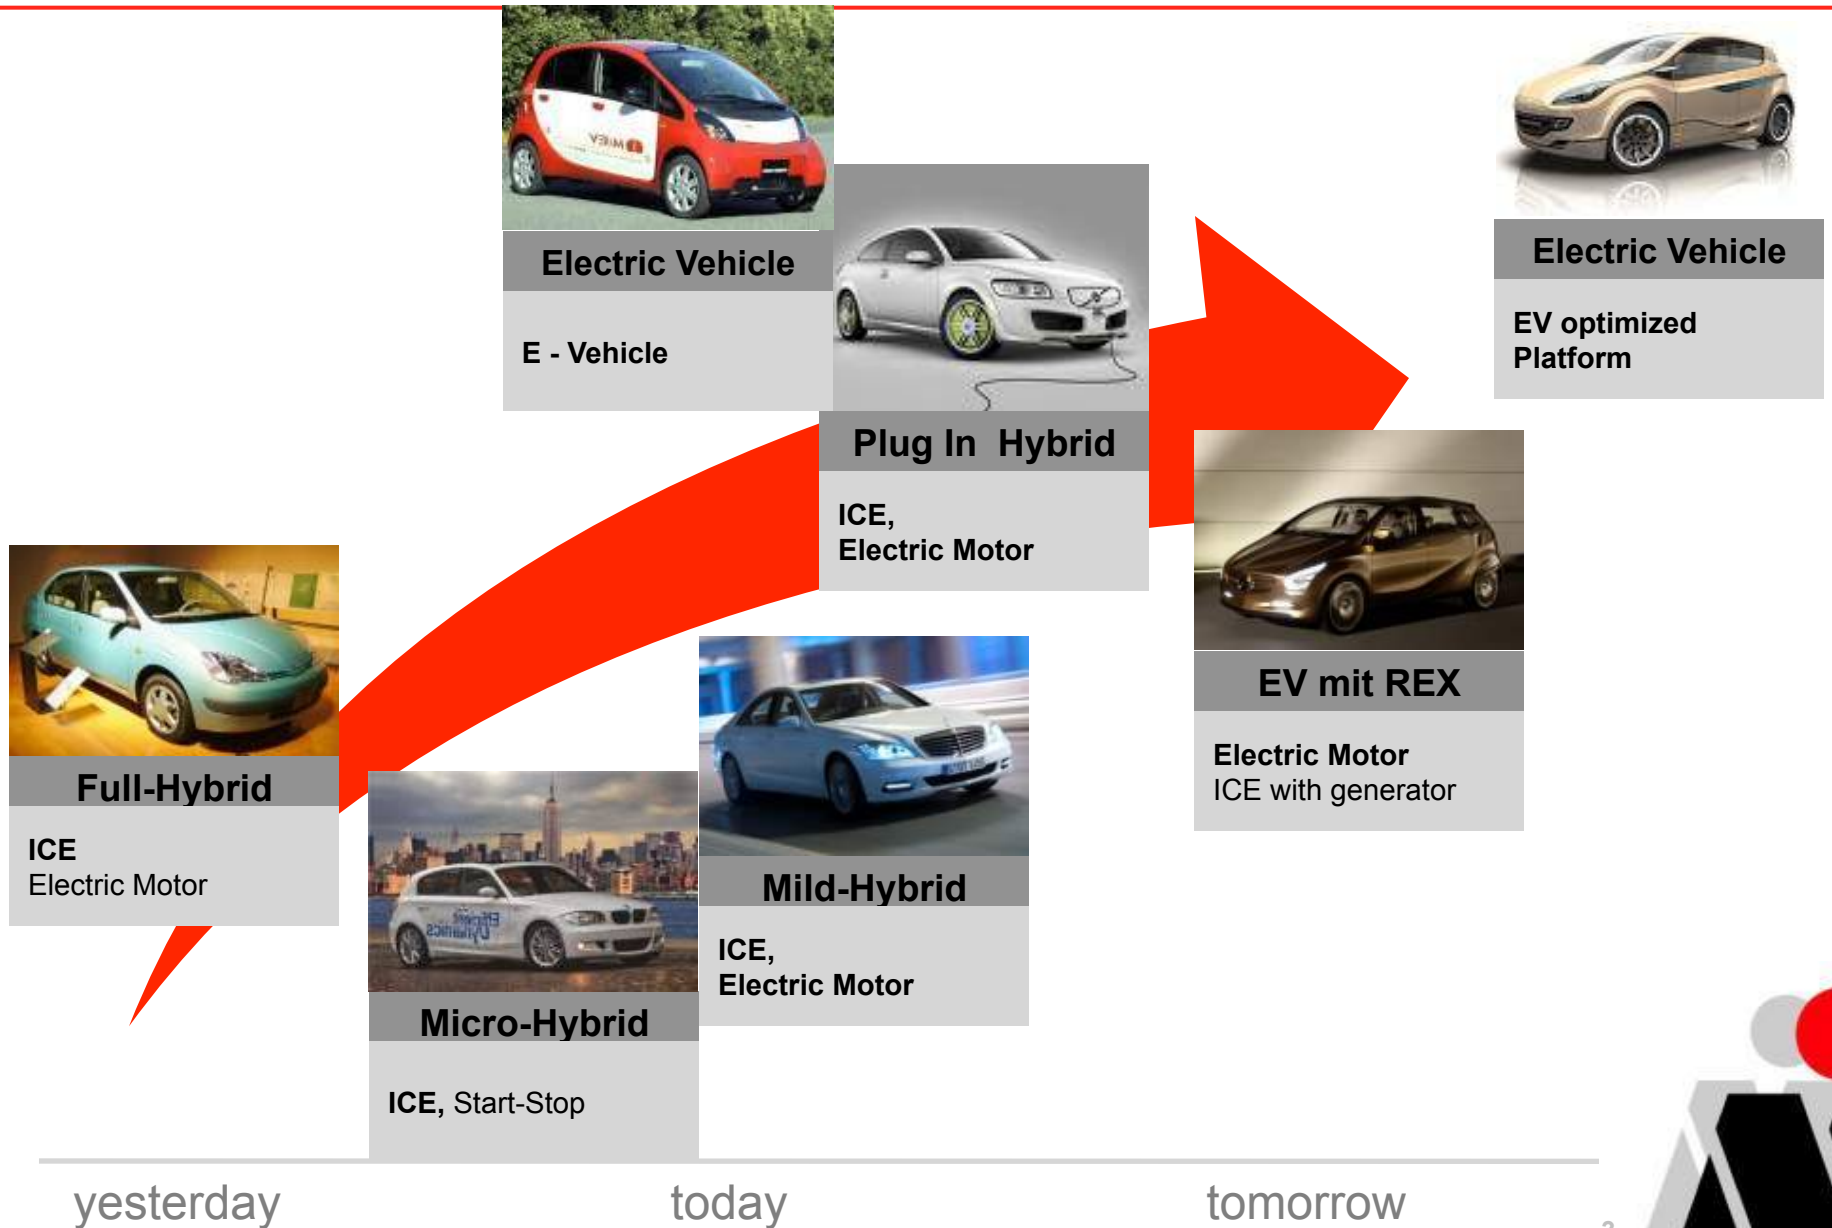 Electric Vehicle
E - Vehicle
Plug In Hybrid
ICE,
Electric Motor
Electric Vehicle
EV optimized
Platform
Full-Hybrid
ICE
Electric Motor
Efficient
Dynamics
Micro-Hybrid
ICE, Start-Stop
Mild-Hybrid
ICE,
Electric Motor
EV mit REX
Electric Motor
ICE with generator
yesterday
today
tomorrow